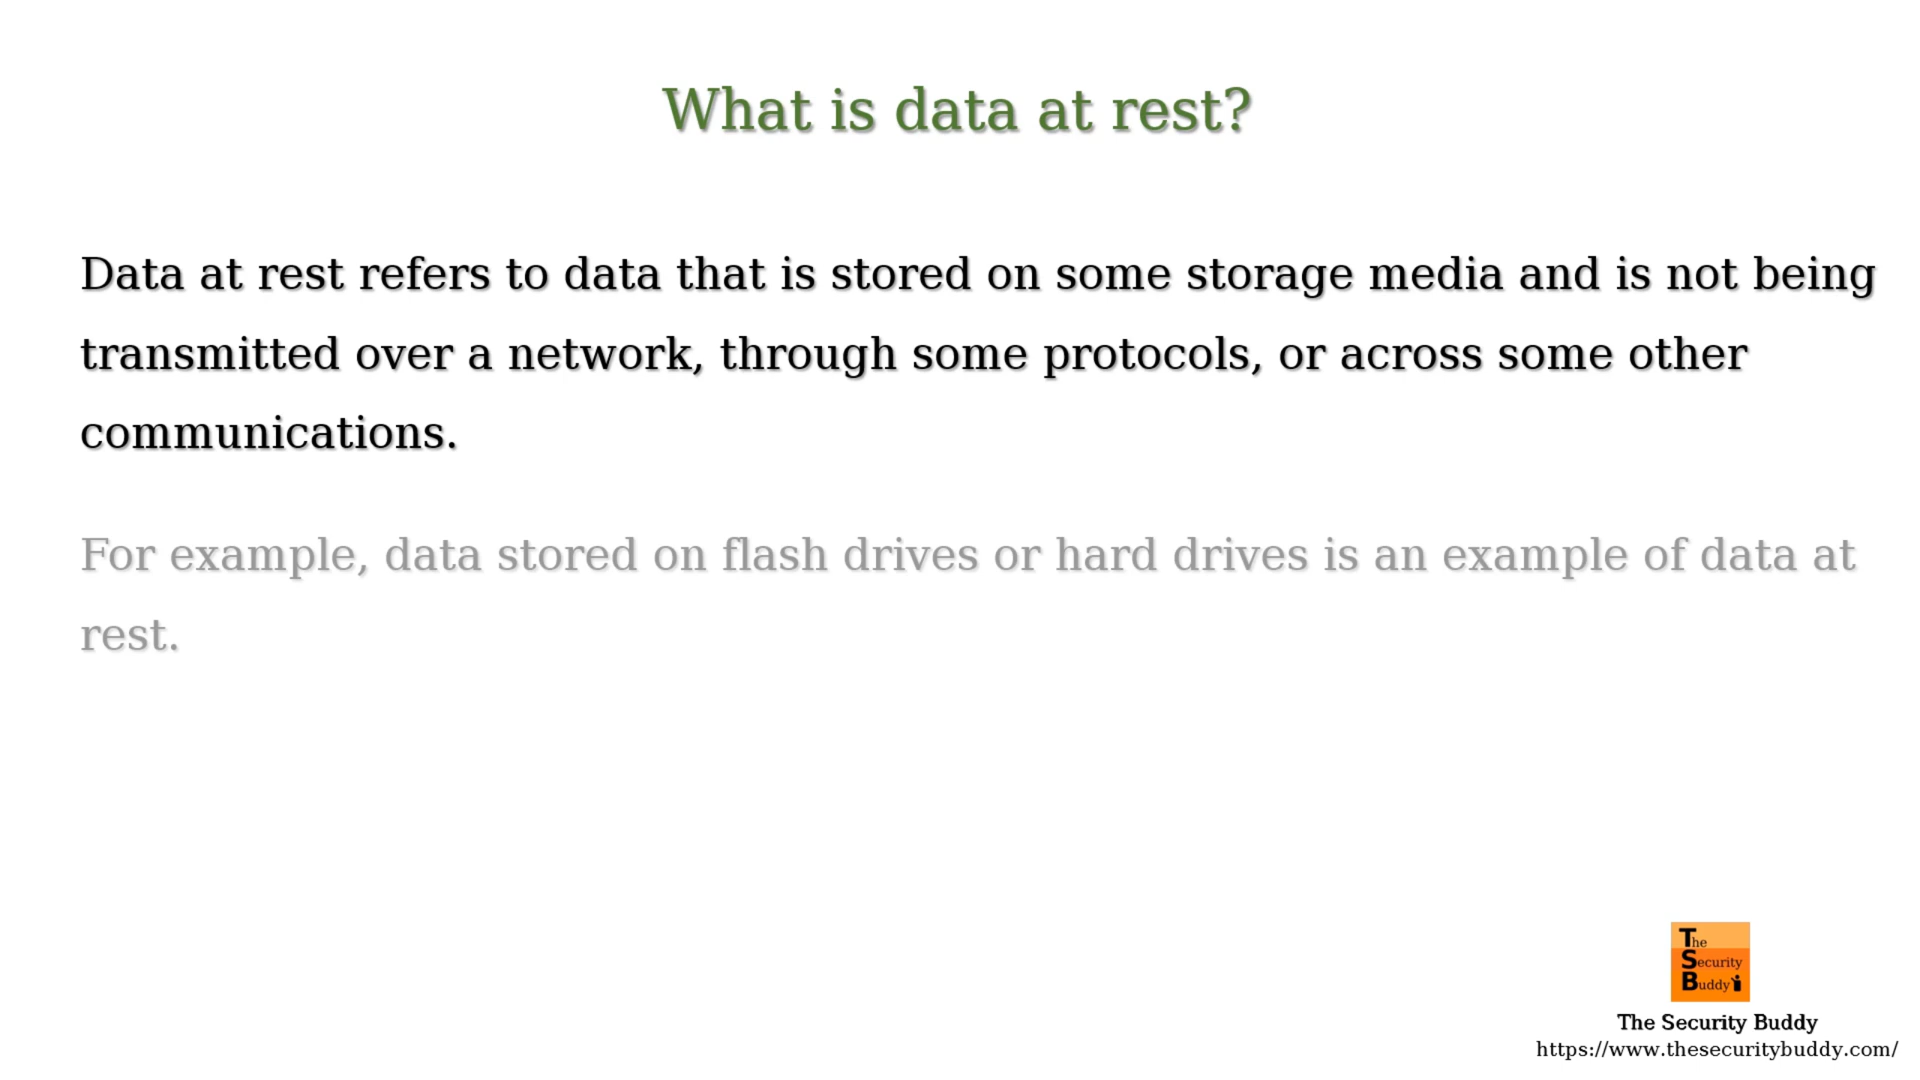 What is data at rest?
Data at rest refers to data that is stored on some storage media and is not being
transmitted over a network, through some protocols, or across some other
communications.
For example, data stored on flash drives or hard drives is an example of data at
rest.
The
Security
Buddy
The Security Buddy
https://www.thesecuritybuddy.com/